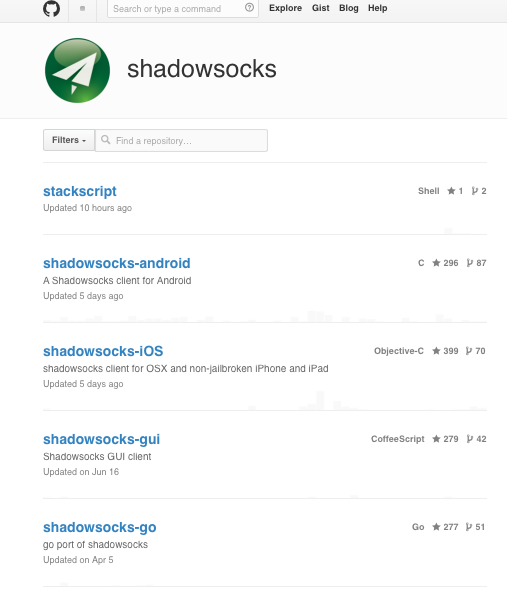 Search or type a command
Explore Gist Blog Help
shadowsocks
Filters
Find a repository…
stackscript
Shell 1 2
Updated 10 hours ago
shadowsocks-android
C 296 87
A Shadowsocks client for Android
Updated 5 days ago
shadowsocks-iOS
Objective-C 399 70
shadowsocks client for OSX and non-jailbroken iPhone and iPad
Updated 5 days ago
shadowsocks-gui
CoffeeScript 279 42
Shadowsocks GUI client
Updated on Jun 16
shadowsocks-go
Go 277 51
go port of shadowsocks
Updated on Apr 5